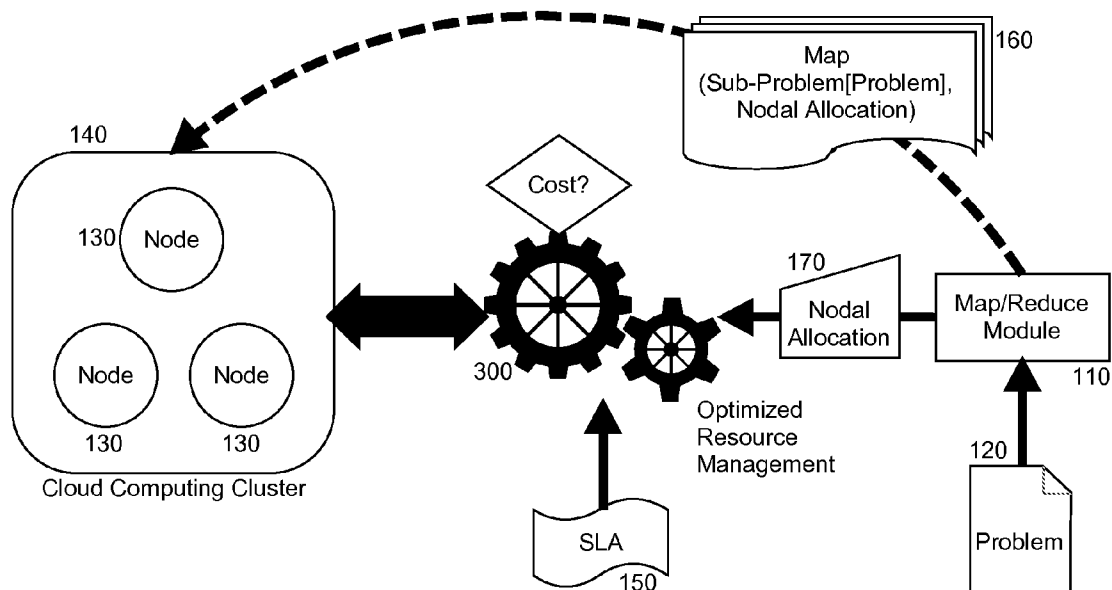 160
Map
(Sub-Problem[Problem],
Nodal Allocation)
140
Cost?
130
Node
170
Nodal
Allocation
Map/Reduce
Module
110
300
Node
Node
130
130
Optimized
Resource
Management
120
Cloud Computing Cluster
SLA
150
Problem